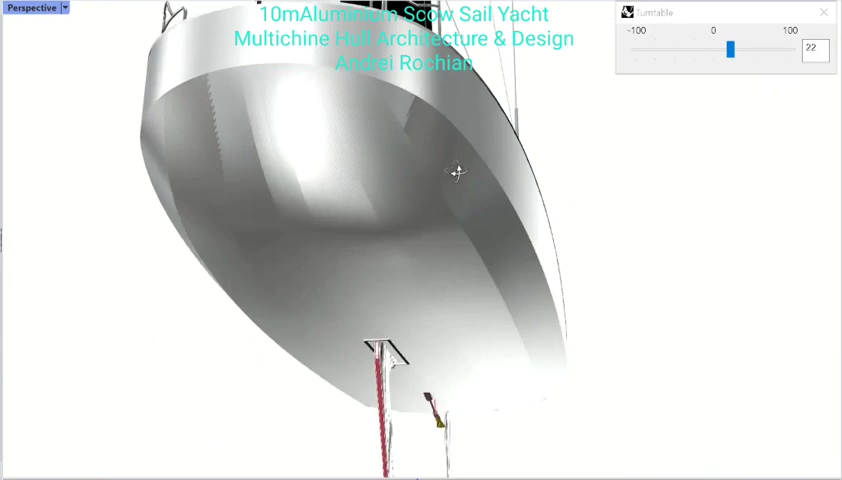 Perspective
10mAluminum Scow Sail Yacht
Multichine Hull Architecture & Design
Andrei Rochian
Turntable
-100 0 100
22